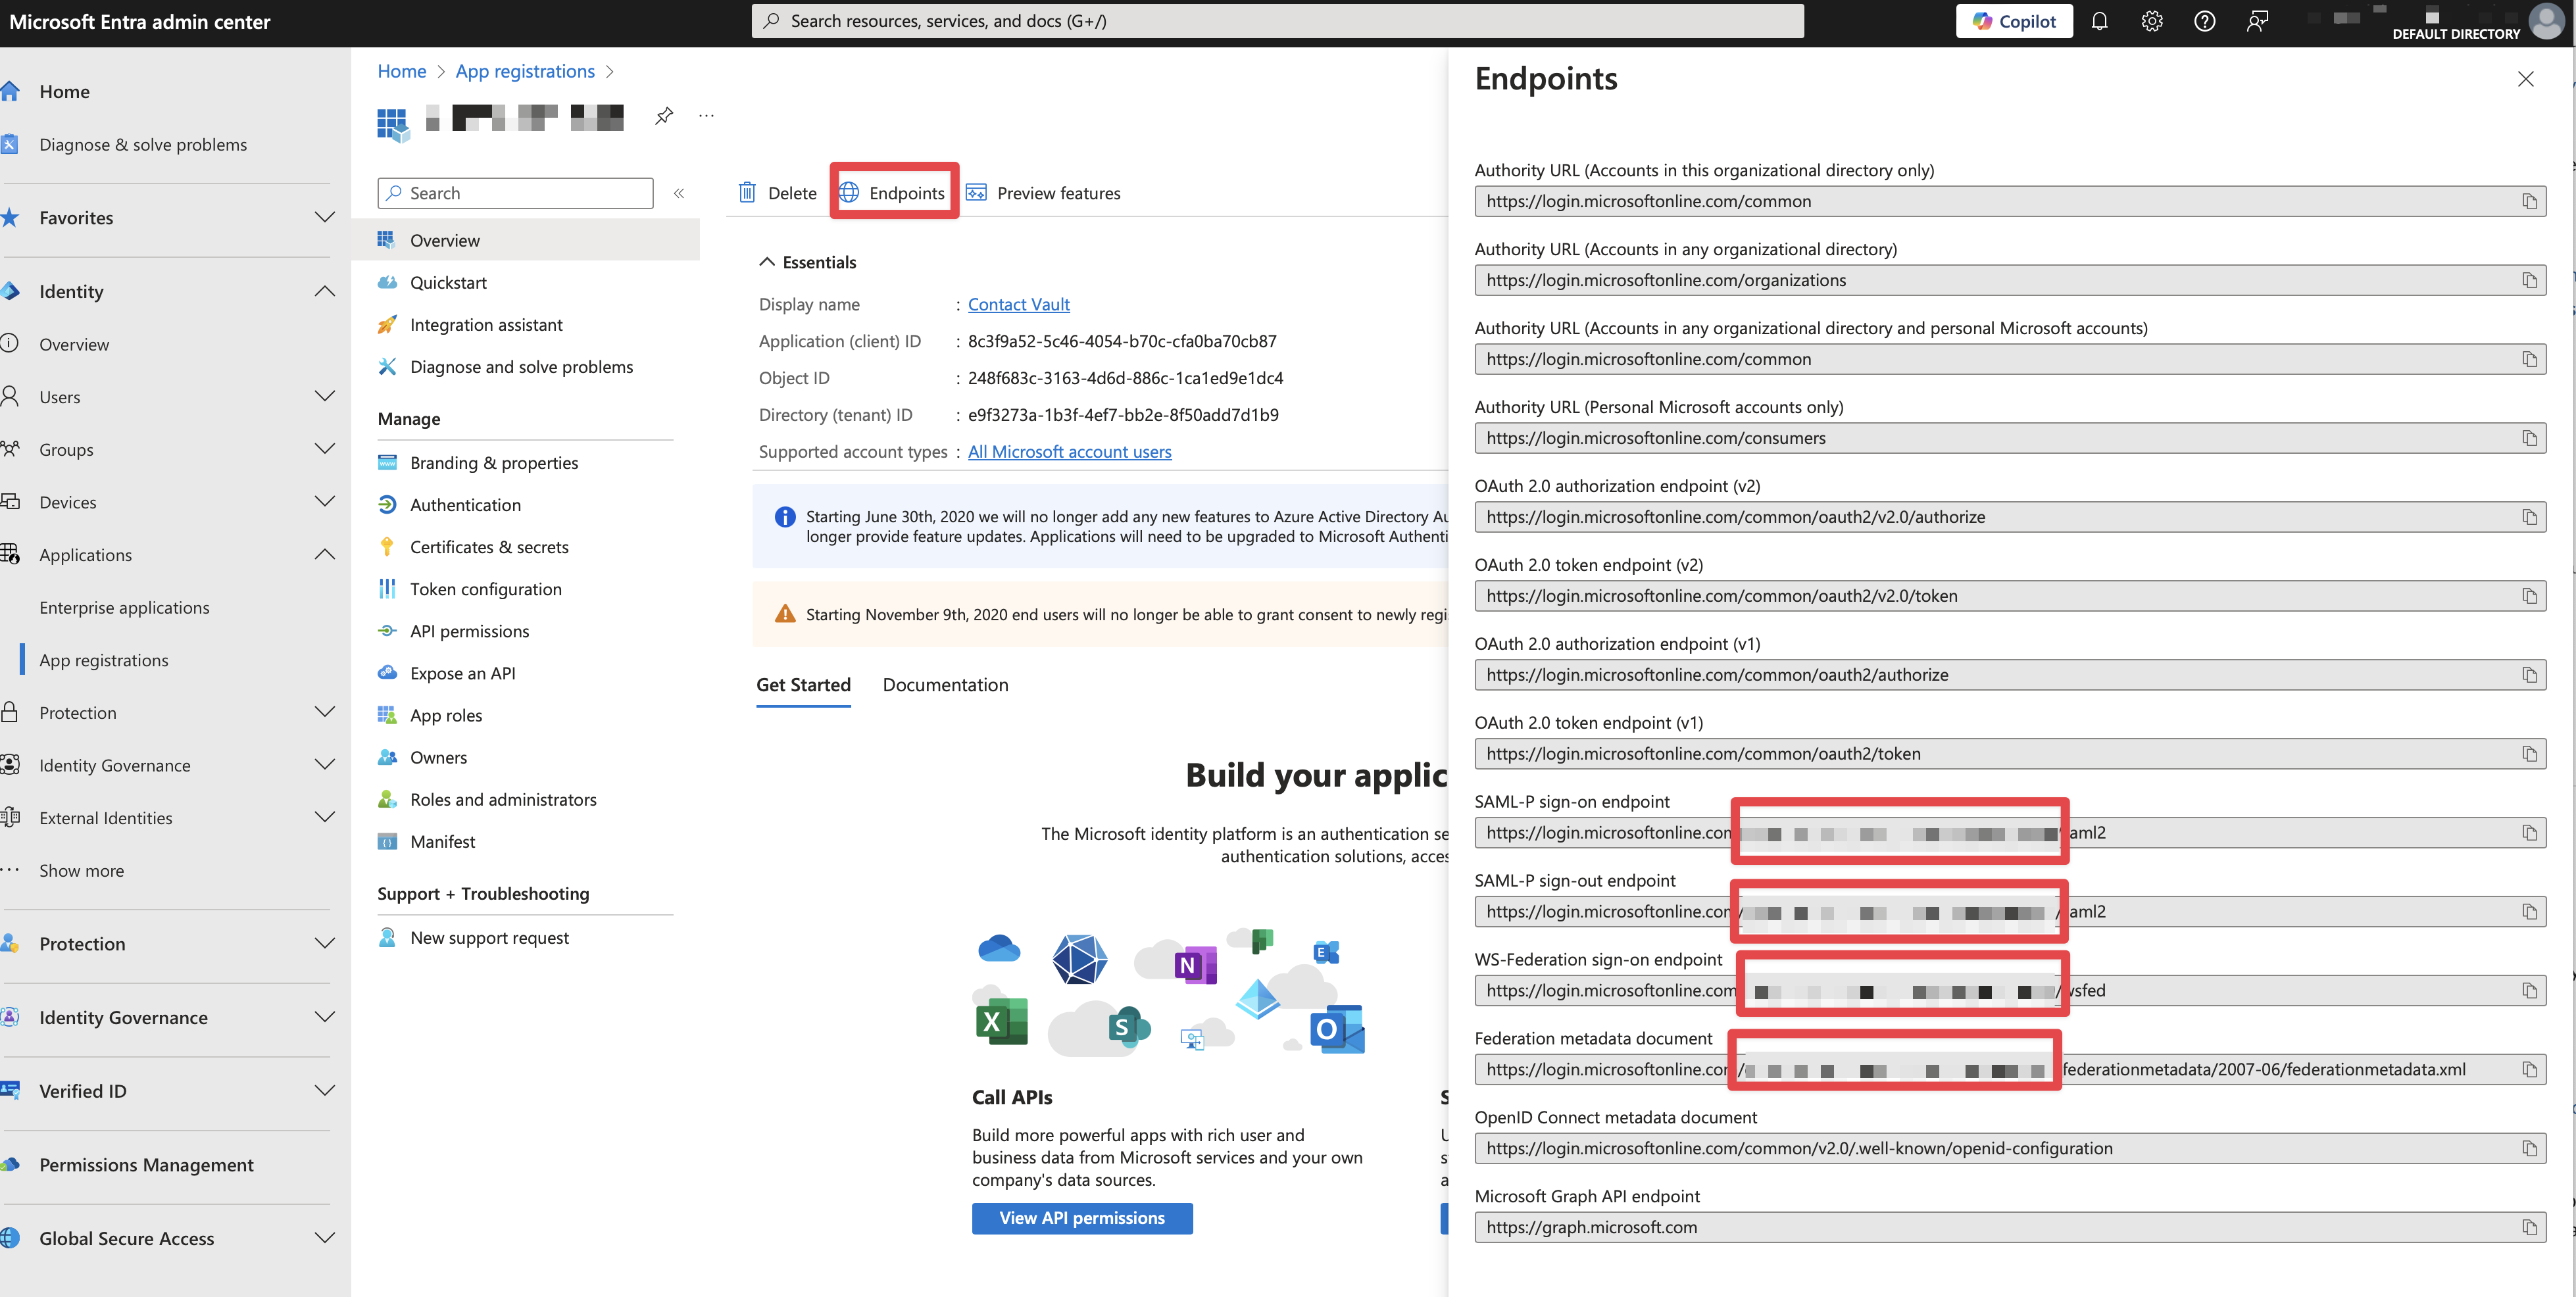 Microsoft Entra admin center
Search resources, services, and docs (G+/)
Copilot
DEFAULT DIRECTORY
Home
Diagnose & solve problems
Favorites
Identity
Overview
Users
Groups
Devices
Applications
Enterprise applications
App registrations
Protection
Identity Governance
External Identities
Show more
Protection
Identity Governance
Verified ID
Permissions Management
Global Secure Access
Home > App registrations >
Search
Overview
Quickstart
Integration assistant
Diagnose and solve problems
Manage
Branding & properties
Authentication
Certificates & secrets
Token configuration
API permissions
Expose an API
App roles
Owners
Roles and administrators
Manifest
Support + Troubleshooting
New support request
Delete
Endpoints
Preview features
Essentials
Display name : Contact Vault
Application (client) ID : 8c3f9a52-5c46-4054-b70c-cfa0ba70cb87
Object ID : 248f683c-3163-4d6d-886c-1ca1ed9e1dc4
Directory (tenant) ID : e9f3273a-1b3f-4ef7-bb2e-8f50add7d1b9
Supported account types : All Microsoft account users
Starting June 30th, 2020 we will no longer add any new features to Azure Active Directory Au
longer provide feature updates. Applications will need to be upgraded to Microsoft Authenti
Starting November 9th, 2020 end users will no longer be able to grant consent to newly regi
Get Started
Documentation
Build your applic
The Microsoft identity platform is an authentication se
authentication solutions, acces
Call APIs
Build more powerful apps with rich user and
business data from Microsoft services and your own
company's data sources.
View API permissions
Endpoints
Authority URL (Accounts in this organizational directory only)
https://login.microsoftonline.com/common
Authority URL (Accounts in any organizational directory)
https://login.microsoftonline.com/organizations
Authority URL (Accounts in any organizational directory and personal Microsoft accounts)
https://login.microsoftonline.com/common
Authority URL (Personal Microsoft accounts only)
https://login.microsoftonline.com/consumers
OAuth 2.0 authorization endpoint (v2)
https://login.microsoftonline.com/common/oauth2/v2.0/authorize
OAuth 2.0 token endpoint (v2)
https://login.microsoftonline.com/common/oauth2/v2.0/token
OAuth 2.0 authorization endpoint (v1)
https://login.microsoftonline.com/common/oauth2/authorize
OAuth 2.0 token endpoint (v1)
https://login.microsoftonline.com/common/oauth2/token
SAML-P sign-on endpoint
https://login.microsoftonline.con aml2
SAML-P sign-out endpoint
https://login.microsoftonline.con / /aml2
WS-Federation sign-on endpoint
https://login.microsoftonline.com /wsfed
Federation metadata document
https://login.microsoftonline.cor / federationmetadata/2007-06/federationmetadata.xml
OpenID Connect metadata document
https://login.microsoftonline.com/common/v2.0/.well-known/openid-configuration
Microsoft Graph API endpoint
https://graph.microsoft.com